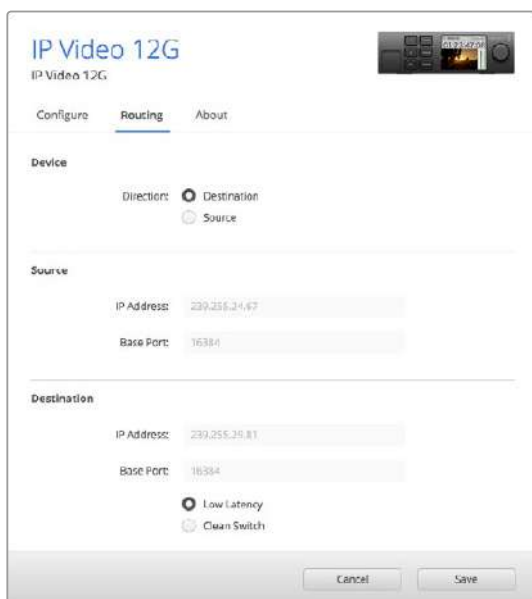 IP Video 12G
IP Video 12G
Configure Routing About
Device
Direction: Destination
Source
Source
IP Address: 239.255.24.67
Base Port: 16384
Destination
IP Address: 239.255.29.81
Base Port: 16384
Low Latency
Clean Switch
Cancel Save